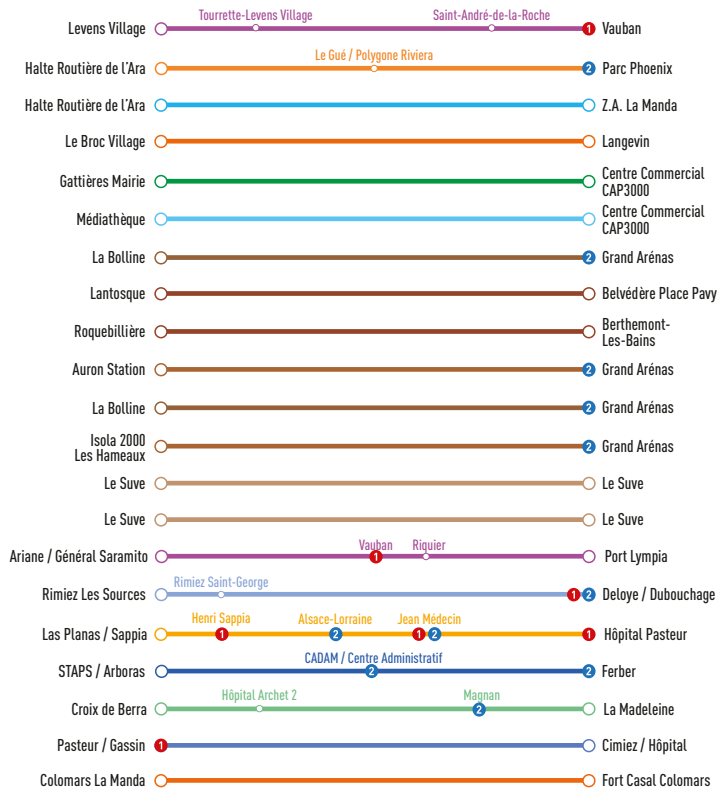 Tourrette-Levens Village Saint-André-de-la-Roche
Levens Village 1 Vauban
Le Gué / Polygone Riviera
Halte Routière de l'Ara 2 Parc Phoenix
Halte Routière de l'Ara Z.A. La Manda
Le Broc Village Langevin
Gattières Mairie Centre Commercial
CAP3000
Médiathèque Centre Commercial
CAP3000
La Bolline 2 Grand Arénas
Lantosque Belvédère Place Pavy
Roquebillière Berthemont-
Les-Bains
Auron Station 2 Grand Arénas
La Bolline 2 Grand Arénas
Isola 2000
Les Hameaux 2 Grand Arénas
Le Suve Le Suve
Le Suve Le Suve
Vauban Riquier
Ariane / Général Saramito 1 Port Lympia
Rimiez Saint-George
Rimiez Les Sources 1 2 Deloye / Dubouchage
Henri Sappia Alsace-Lorraine Jean Médecin
Las Planas / Sappia 1 2 1 2 1 Hôpital Pasteur
CADAM / Centre Administratif
STAPS / Arboras 2 2 Ferber
Hôpital Archet 2 Magnan
Croix de Berra 2 La Madeleine
Pasteur / Gassin 1 Cimiez / Hôpital
Colomars La Manda Fort Casal Colomars